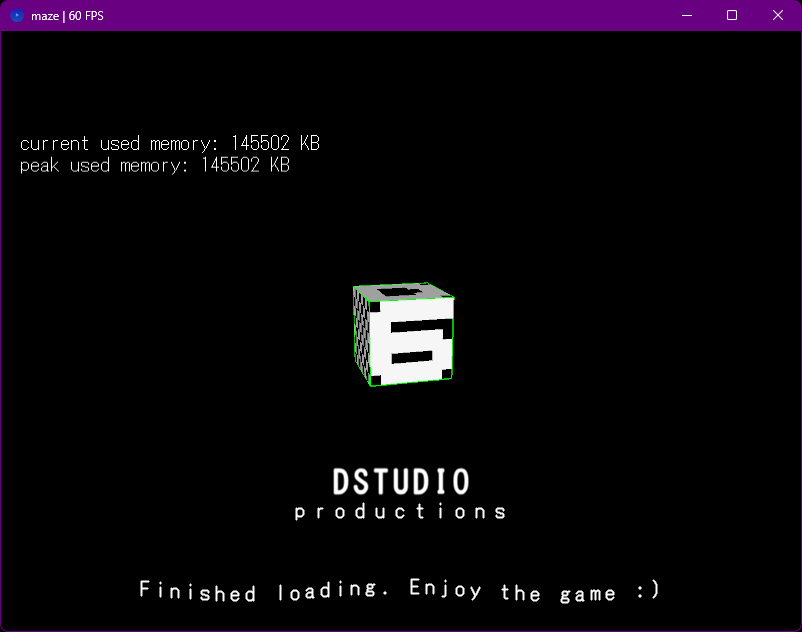 maze | 60 FPS
current used memory: 145502 KB
peak used memory: 145502 KB
S
DSTUDIO
productions
Finished loading. Enjoy the game :)